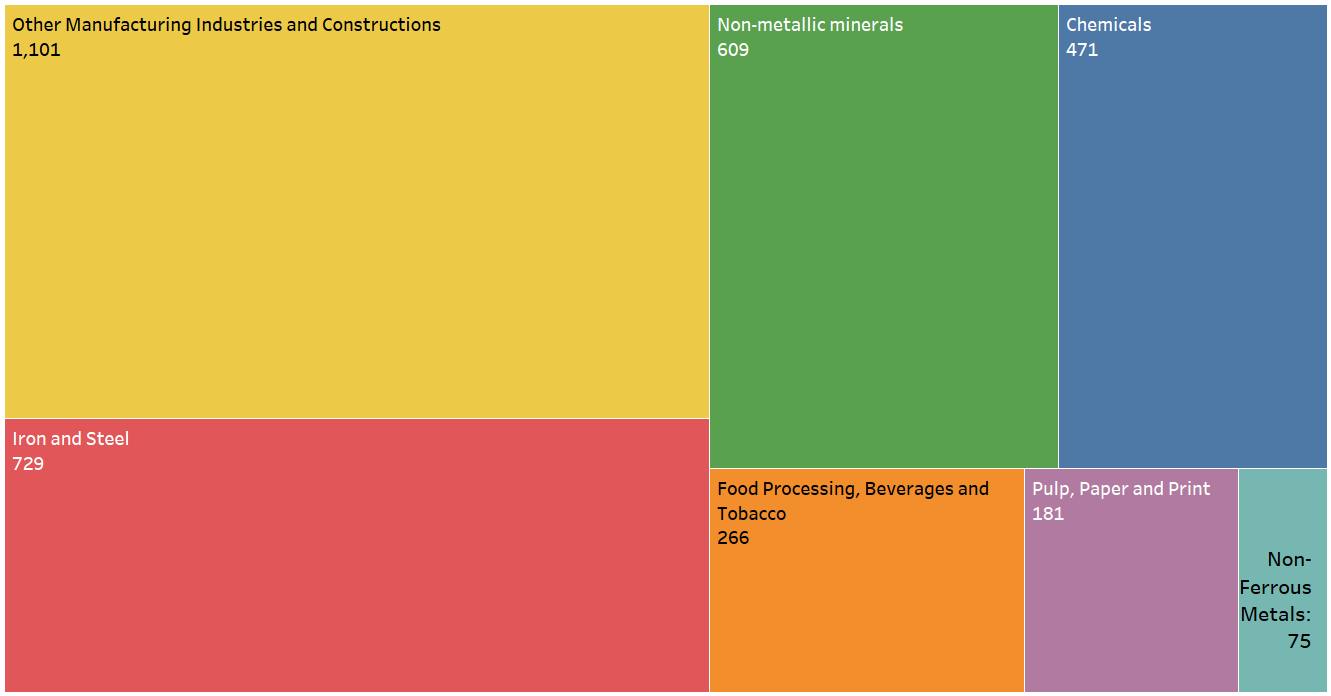 Other Manufacturing Industries and Constructions
1,101
Non-metallic minerals
609
Chemicals
471
Iron and Steel
729
Food Processing, Beverages and
Tobacco
266
Pulp, Paper and Print
181
Non-
Ferrous
Metals:
75